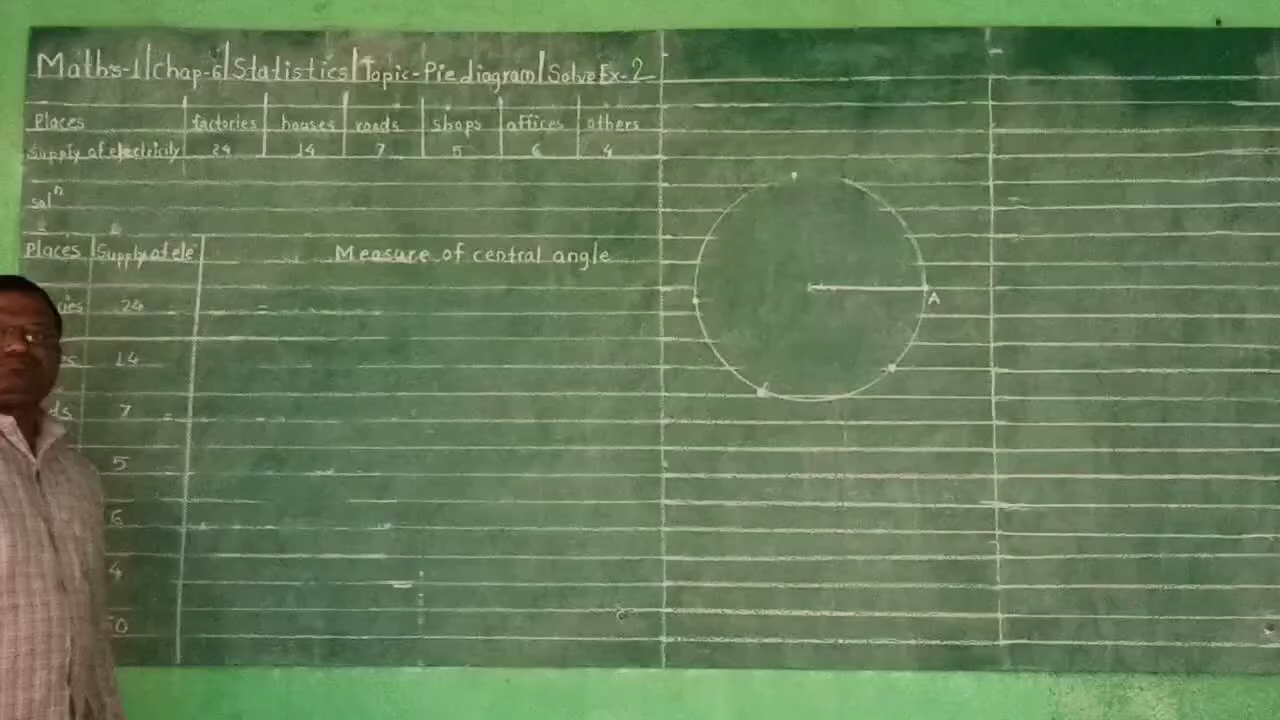 Maths-1|Chap-6|Statistics|Topic-Pie diagram|Solve Ex-2
Places factories houses roads shops offices others
Supply of electricity 24 14 7 5 6 4
solⁿ
Places Supply of ele Measure of central angle
ies 24 =
es 14
ds 7 =
5
6
4
0
A